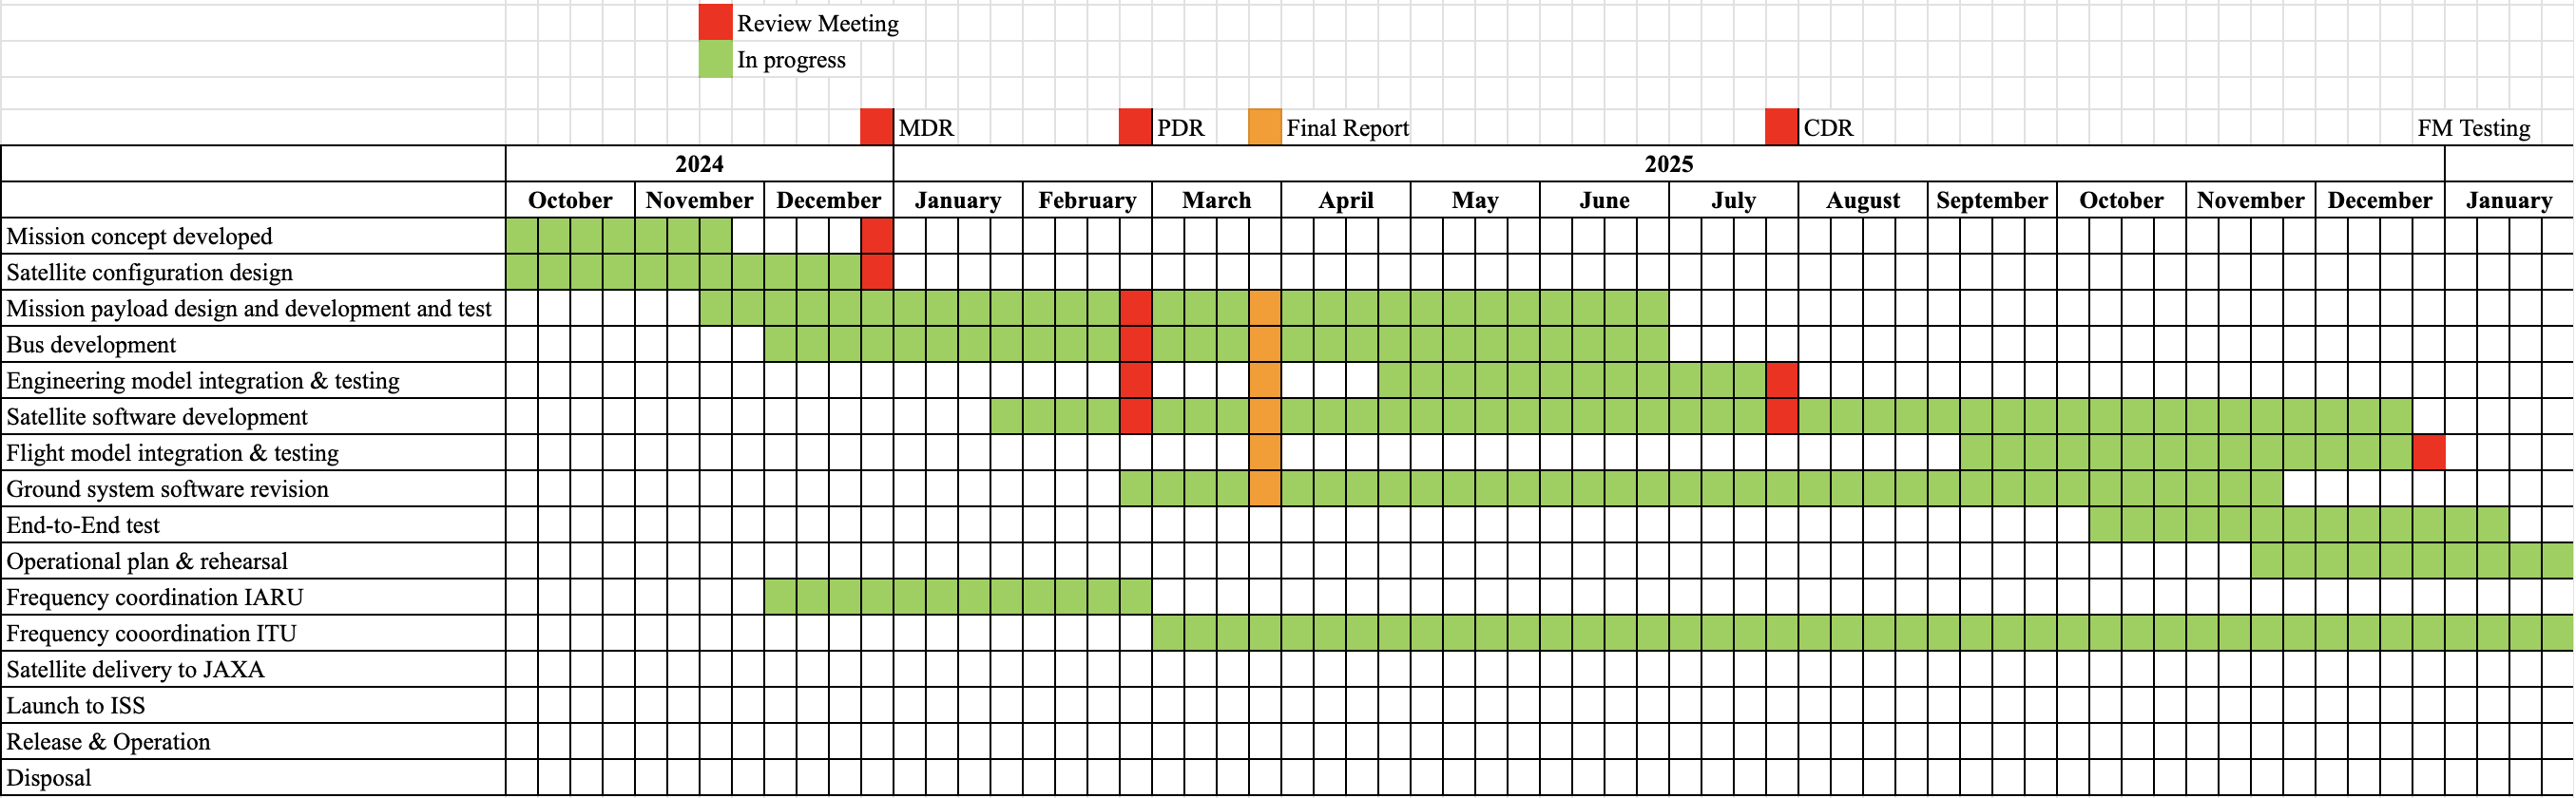 Review Meeting
In progress
MDR PDR Final Report CDR FM Testing
2024 2025
October November December January February March April May June July August September October November December January
Mission concept developed
Satellite configuration design
Mission payload design and development and test
Bus development
Engineering model integration & testing
Satellite software development
Flight model integration & testing
Ground system software revision
End-to-End test
Operational plan & rehearsal
Frequency coordination IARU
Frequency cooordination ITU
Satellite delivery to JAXA
Launch to ISS
Release & Operation
Disposal